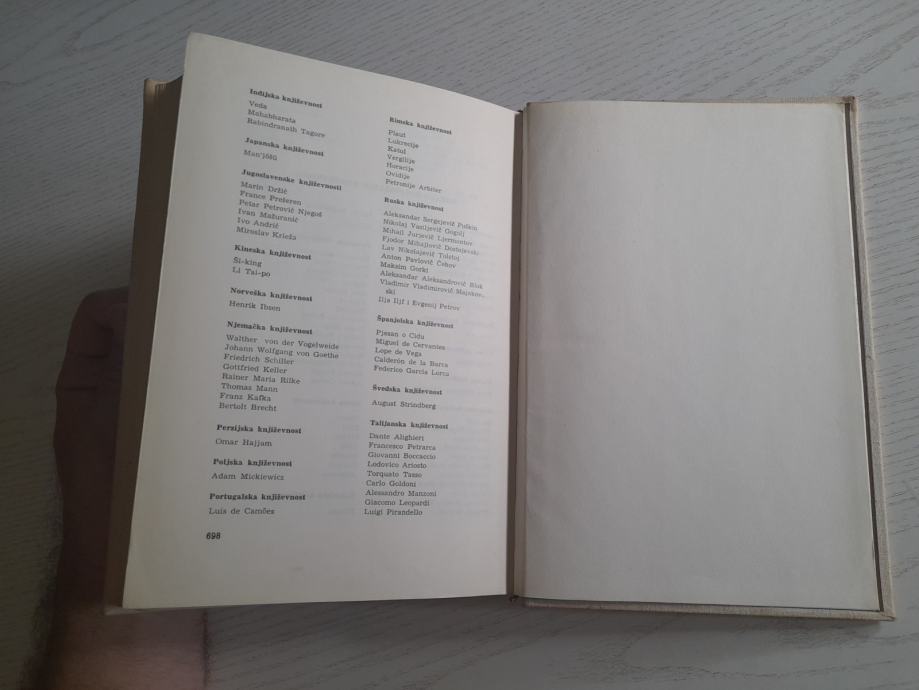 Indijska književnost
Veda
Mahabharata
Rabindranath Tagore
Japanska književnost
Man'jôšû
Jugoslavenske književnosti
Marin Držić
France Prešeren
Petar Petrović Njegoš
Ivan Mažuranić
Ivo Andrić
Miroslav Krleža
Kineska književnost
Ši-king
Li Tai-po
Norveška književnost
Henrik Ibsen
Njemačka književnost
Walther von der Vogelweide
Johann Wolfgang von Goethe
Friedrich Schiller
Gottfried Keller
Rainer Maria Rilke
Thomas Mann
Franz Kafka
Bertolt Brecht
Perzijska književnost
Omar Hajjam
Poljska književnost
Adam Mickiewicz
Portugalska književnost
Luis de Camões
698
Rimska književnost
Plaut
Lukrecije
Katul
Vergilije
Horacije
Ovidije
Petronije Arbiter
Ruska književnost
Aleksandar Sergejevič Puškin
Nikolaj Vasiljevič Gogolj
Mihail Jurjevič Ljermontov
Fjodor Mihajlovič Dostojevski
Lav Nikolajevič Tolstoj
Anton Pavlovič Čehov
Maksim Gorki
Aleksandar Aleksandrovič Blok
Vladimir Vladimirovič Majakov-
ski
Ilja Iljf i Evgenij Petrov
Španjolska književnost
Pjesan o Cidu
Miguel de Cervantes
Lope de Vega
Calderón de la Barca
Federico García Lorca
Švedska književnost
August Strindberg
Talijanska književnost
Dante Alighieri
Francesco Petrarca
Giovanni Boccaccio
Lodovico Ariosto
Torquato Tasso
Carlo Goldoni
Alessandro Manzoni
Giacomo Leopardi
Luigi Pirandello